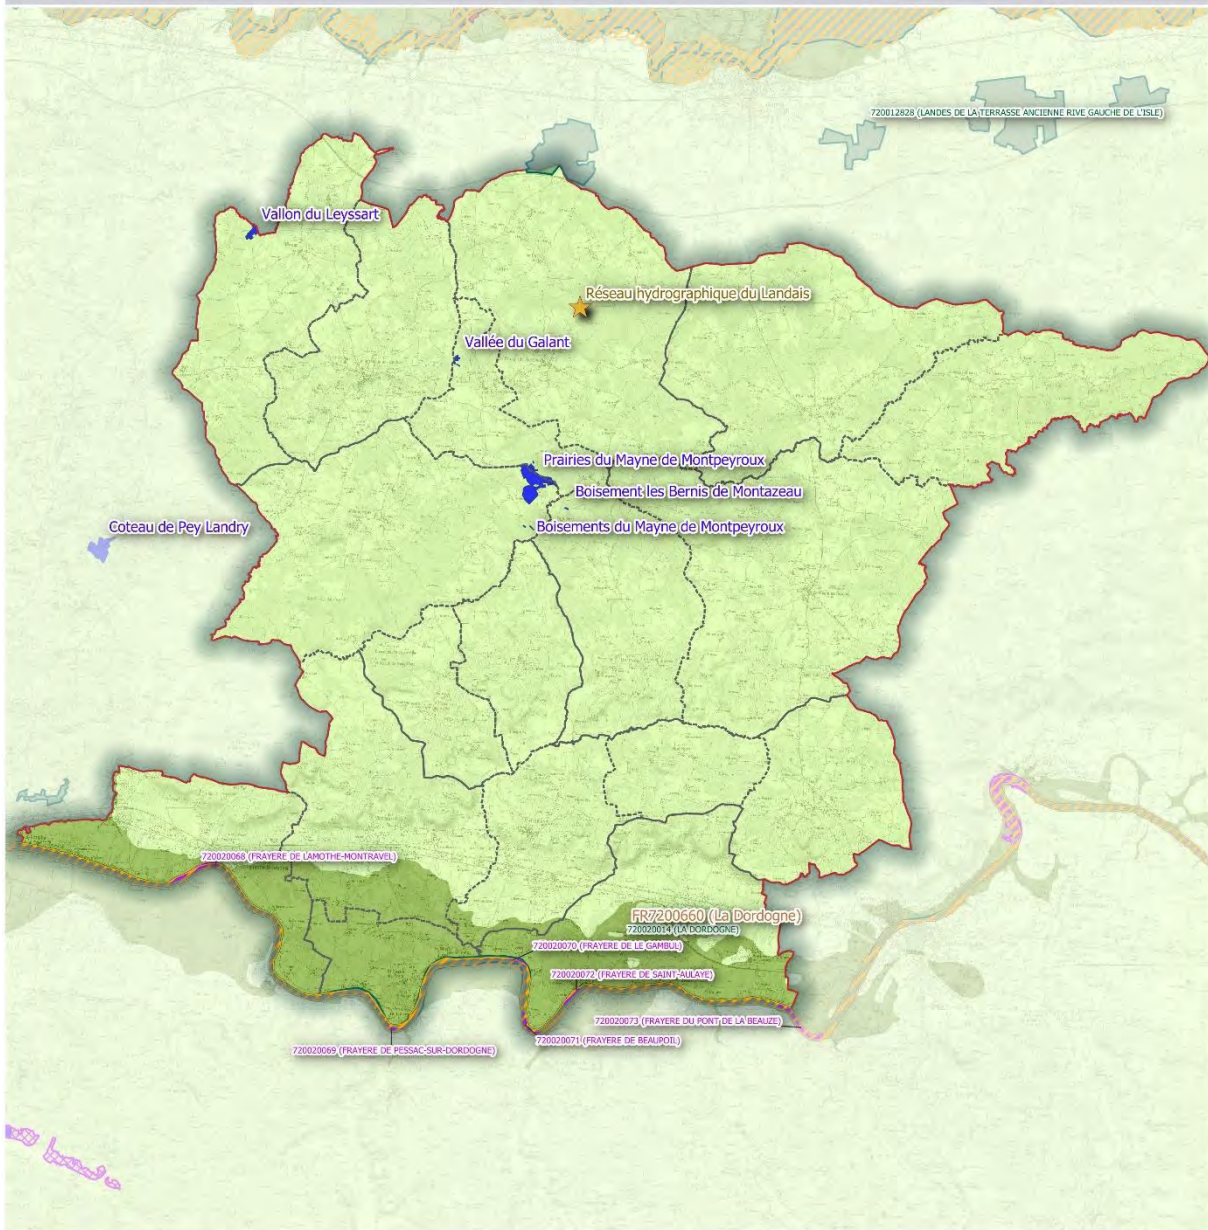 720012828 (LANDES DE LA TERRASSE ANCIENNE RIVE GAUCHE DE L'ISLE)
Vallon du Leyssart
Réseau hydrographique du Landais
Vallée du Galant
Prairies du Mayne de Montpeyroux
Boisement les Bernis de Montazeau
Coteau de Pey Landry
Boisements du Mayne de Montpeyroux
720020068 (FRAYERE DE LAMOTHE-MONTRAVEL)
FR7200660 (La Dordogne)
720020014 (LA DORDOGNE)
720020070 (FRAYERE DE LE GAMBUL)
720020072 (FRAYERE DE SAINT-AULAYE)
720020073 (FRAYERE DU PONT DE LA BEAUZE)
720020071 (FRAYERE DE BEAUPOIL)
720020069 (FRAYERE DE PESSAC-SUR-DORDOGNE)